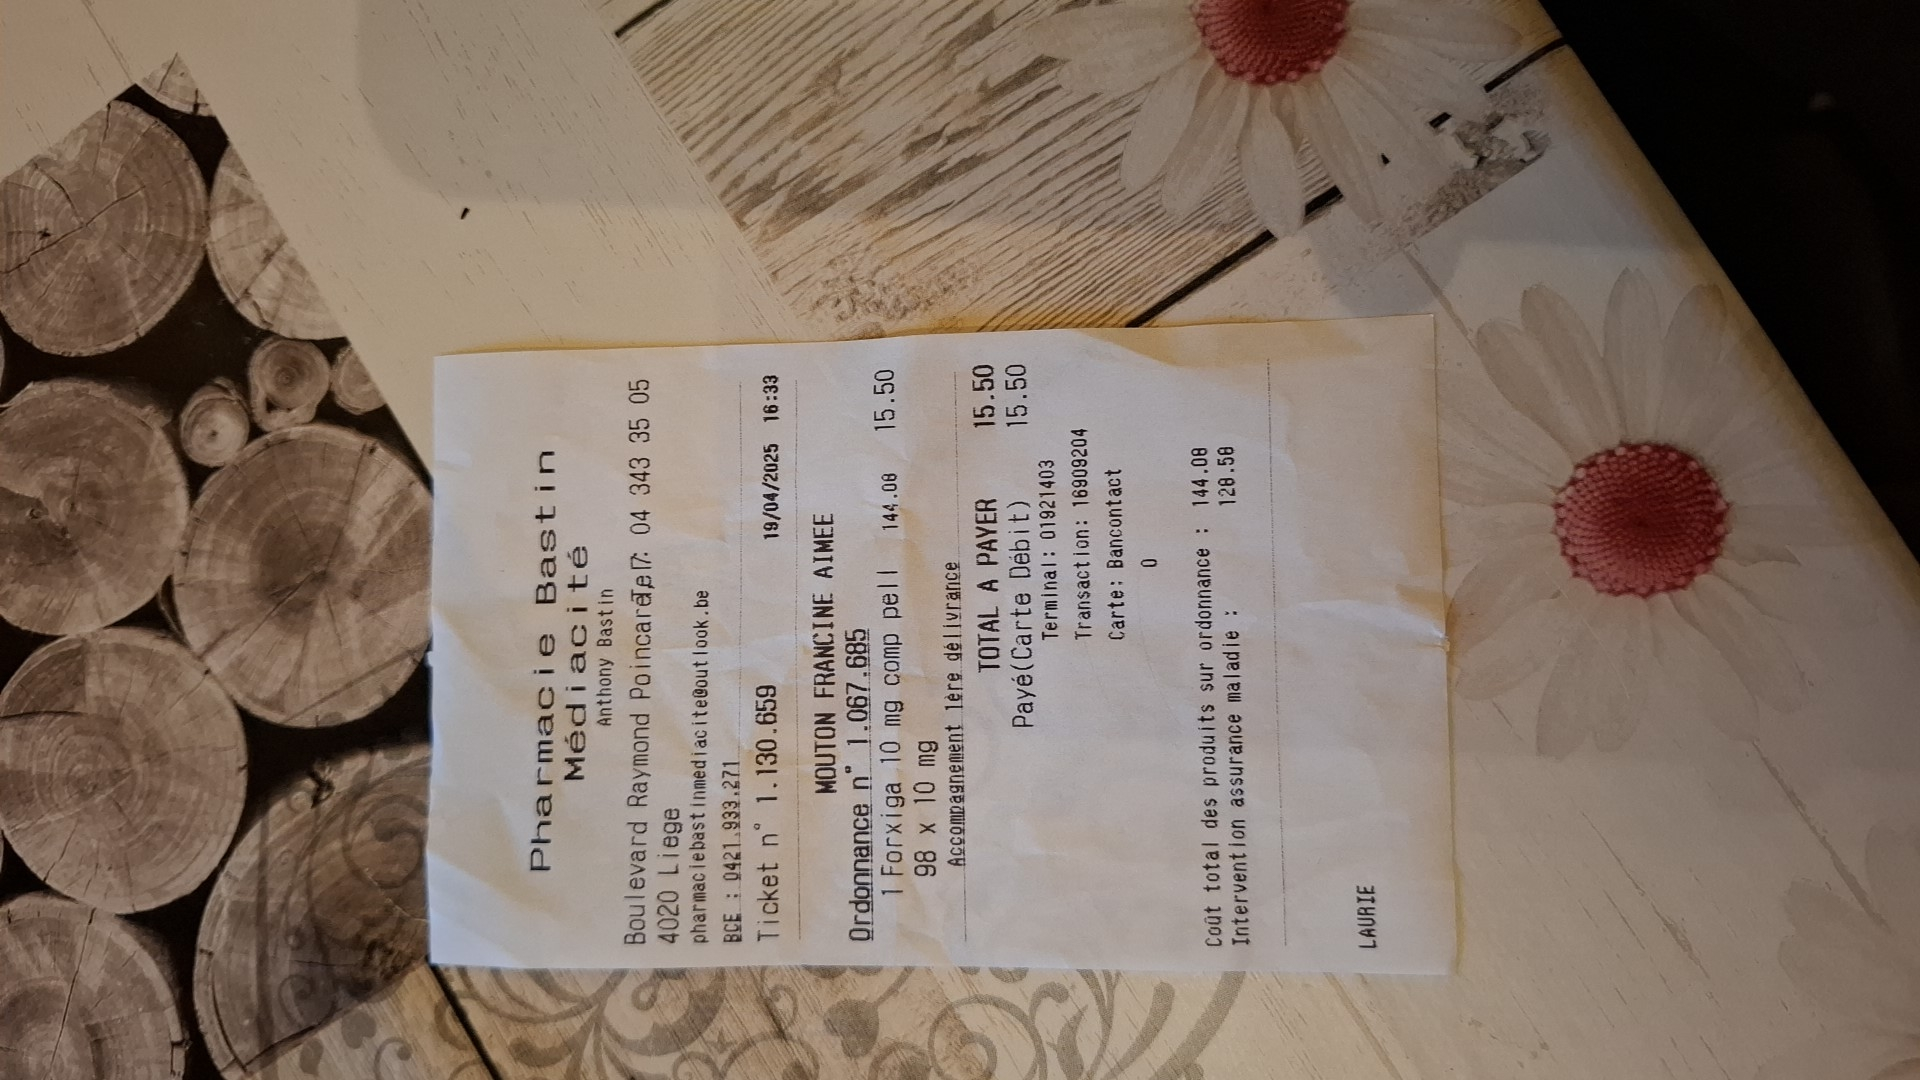 Pharmacie Bastin
Médiacité
Anthony Bastin
Boulevard Raymond Poincaré, 17 Tel: 04 343 35 05
4020 Liege
pharmaciebastinmediacite@outlook.be
BCE : 0421.933.271
Ticket n° 1.130.659 19/04/2025 16:33
MOUTON FRANCINE AIMEE
Ordonnance n° 1.067.685
1 Forxiga 10 mg comp pell 144.08 15.50
98 x 10 mg
Accompagnement 1ère délivrance
TOTAL A PAYER 15.50
Payé(Carte Débit) 15.50
Terminal: 01921403
Transaction: 16909204
Carte: Bancontact
0
Coût total des produits sur ordonnance : 144.08
Intervention assurance maladie : 128.58
LAURIE